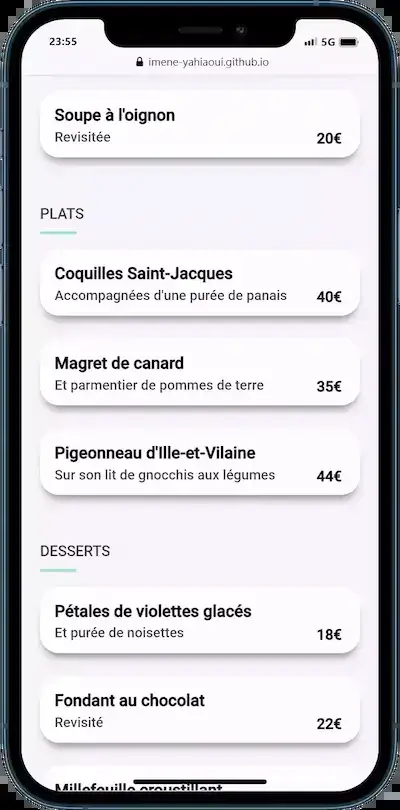 23:55
5G
imene-yahiaoui.github.io
Soupe à l'oignon
Revisitée
20€
PLATS
Coquilles Saint-Jacques
Accompagnées d'une purée de panais
40€
Magret de canard
Et parmentier de pommes de terre
35€
Pigeonneau d'Ille-et-Vilaine
Sur son lit de gnocchis aux légumes
44€
DESSERTS
Pétales de violettes glacés
Et purée de noisettes
18€
Fondant au chocolat
Revisité
22€
Millefeuille croustillant